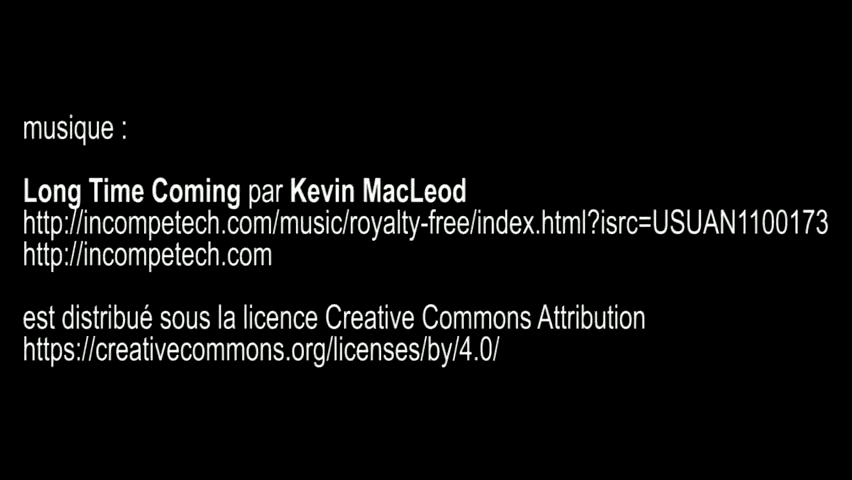 musique :
Long Time Coming par Kevin MacLeod
http://incompetech.com/music/royalty-free/index.html?isrc=USUAN1100173
http://incompetech.com
est distribué sous la licence Creative Commons Attribution
https://creativecommons.org/licenses/by/4.0/